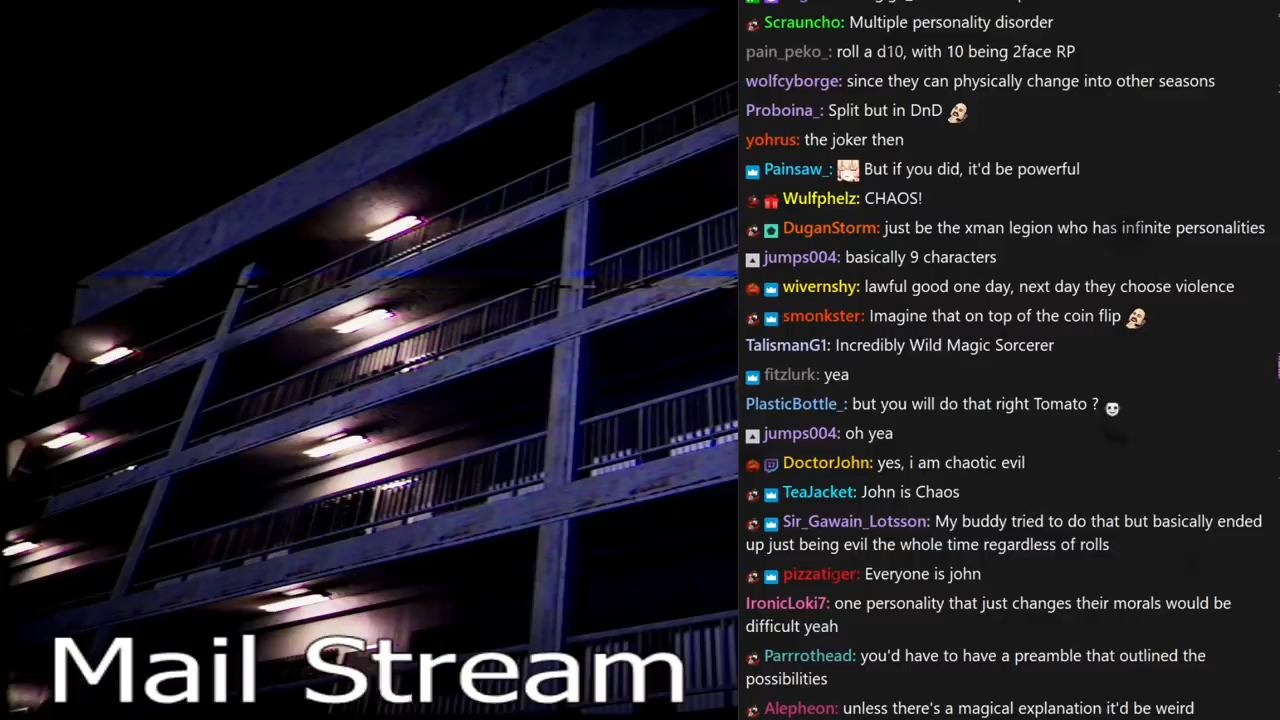 Scrauncho: Multiple personality disorder
pain_peko_: roll a d10, with 10 being 2face RP
wolfcyborge: since they can physically change into other seasons
Proboina_: Split but in DnD
yohrus: the joker then
Painsaw_: But if you did, it'd be powerful
Wulfphelz: CHAOS!
DuganStorm: just be the xman legion who has infinite personalities
jumps004: basically 9 characters
wivernshy: lawful good one day, next day they choose violence
smonkster: Imagine that on top of the coin flip
TalismanG1: Incredibly Wild Magic Sorcerer
fitzlurk: yea
PlasticBottle_: but you will do that right Tomato ?
jumps004: oh yea
DoctorJohn: yes, i am chaotic evil
TeaJacket: John is Chaos
Sir_Gawain_Lotsson: My buddy tried to do that but basically ended
up just being evil the whole time regardless of rolls
pizzatiger: Everyone is john
IronicLoki7: one personality that just changes their morals would be
difficult yeah
Parrrothead: you'd have to have a preamble that outlined the
possibilities
Alepheon: unless there's a magical explanation it'd be weird
Mail Stream